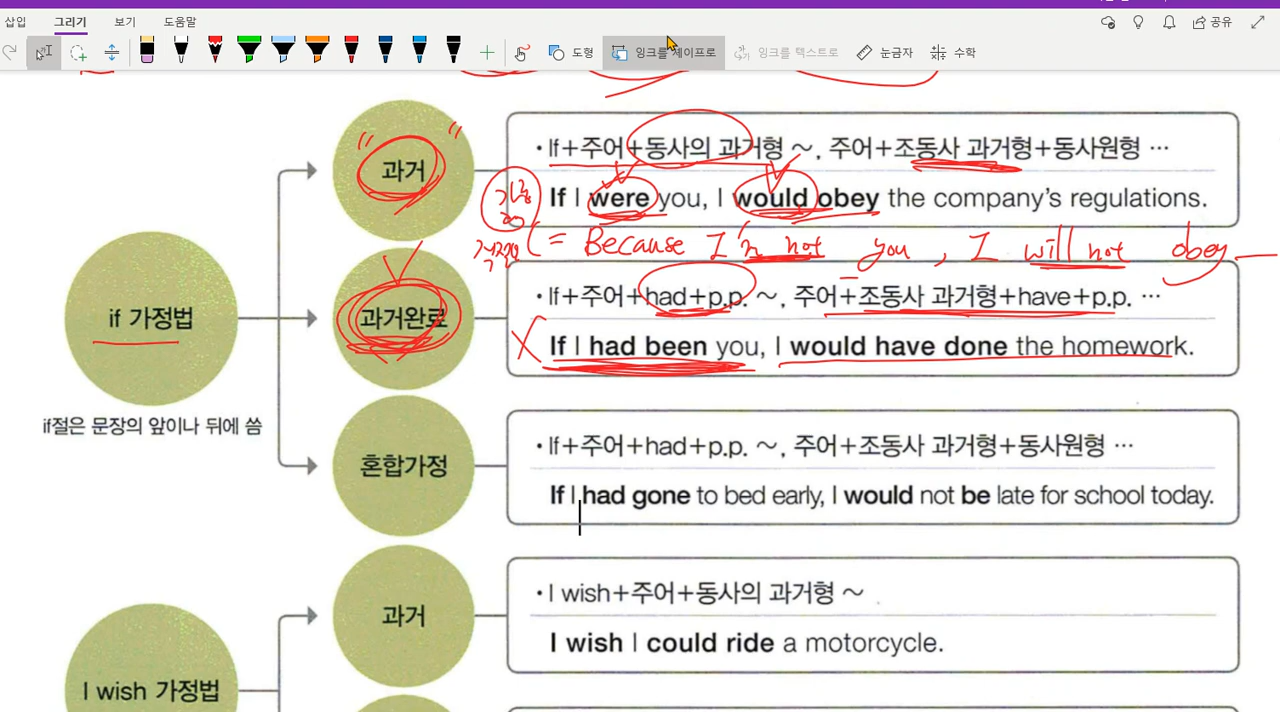 삽입 그리기 보기 도움말 공유
도형 잉크를 셰이프로 잉크를 텍스트로 눈금자 수학
if 가정법
if절은 문장의 앞이나 뒤에 씀
" 과거 "
• If+주어+동사의 과거형 ~, 주어+조동사 과거형+동사원형 …
If I were you, I would obey the company's regulations.
= Because I'm not you, I will not obey
과거완료
• If+주어+had+p.p. ~, 주어+조동사 과거형+have+p.p. …
If I had been you, I would have done the homework.
혼합가정
• If+주어+had+p.p. ~, 주어+조동사 과거형+동사원형 …
If I had gone to bed early, I would not be late for school today.
I wish 가정법
과거
• I wish+주어+동사의 과거형 ~
I wish I could ride a motorcycle.